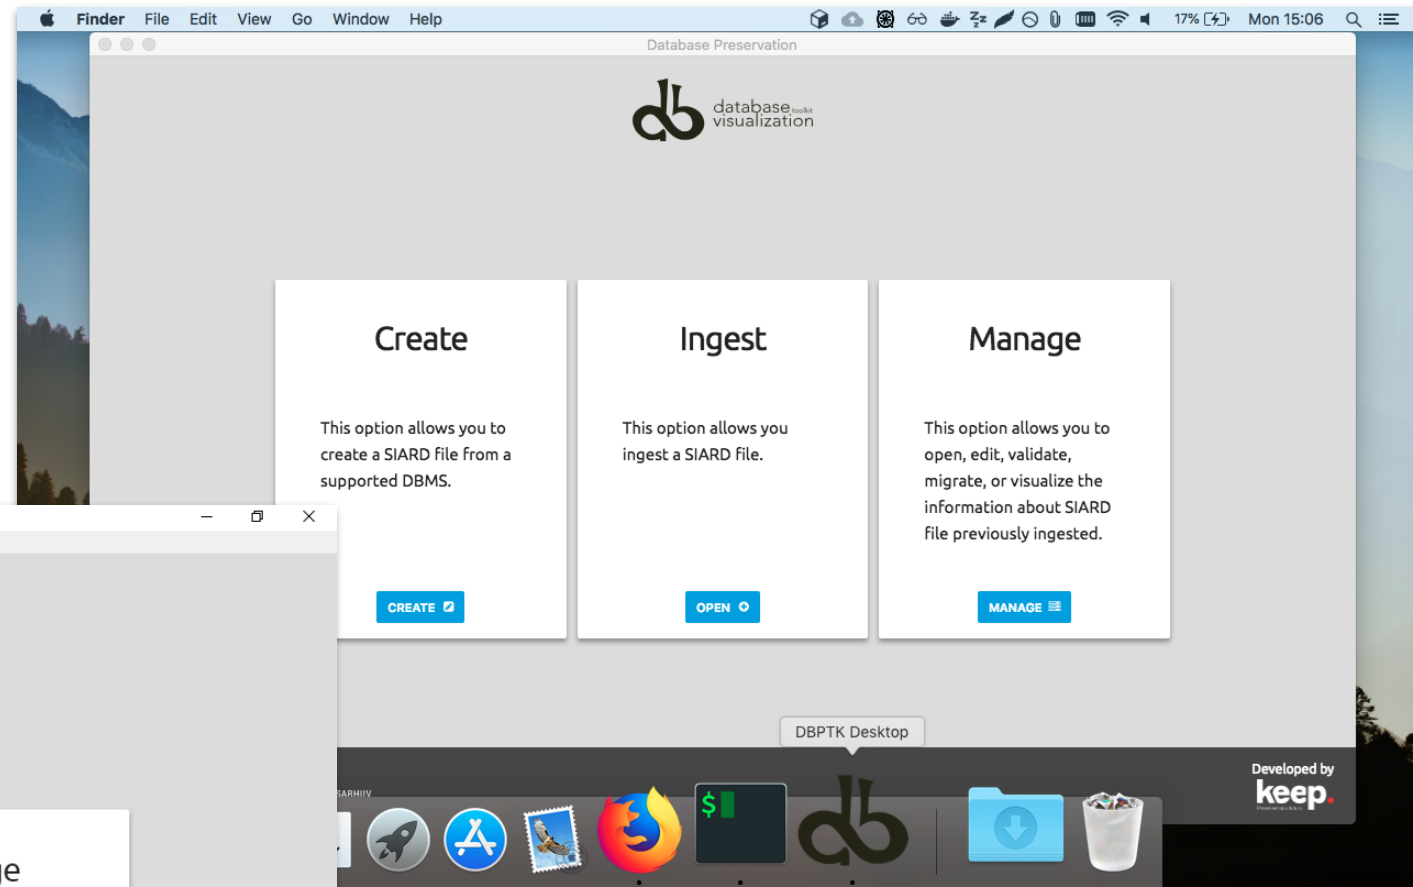 Finder File Edit View Go Window Help
17% Mon 15:06
Database Preservation
database toolkit
visualization
Create
This option allows you to
create a SIARD file from a
supported DBMS.
CREATE
Ingest
This option allows you
ingest a SIARD file.
OPEN
Manage
This option allows you to
open, edit, validate,
migrate, or visualize the
information about SIARD
file previously ingested.
MANAGE
DBPTK Desktop
Developed by
keep.
SARHIIV
$
ge